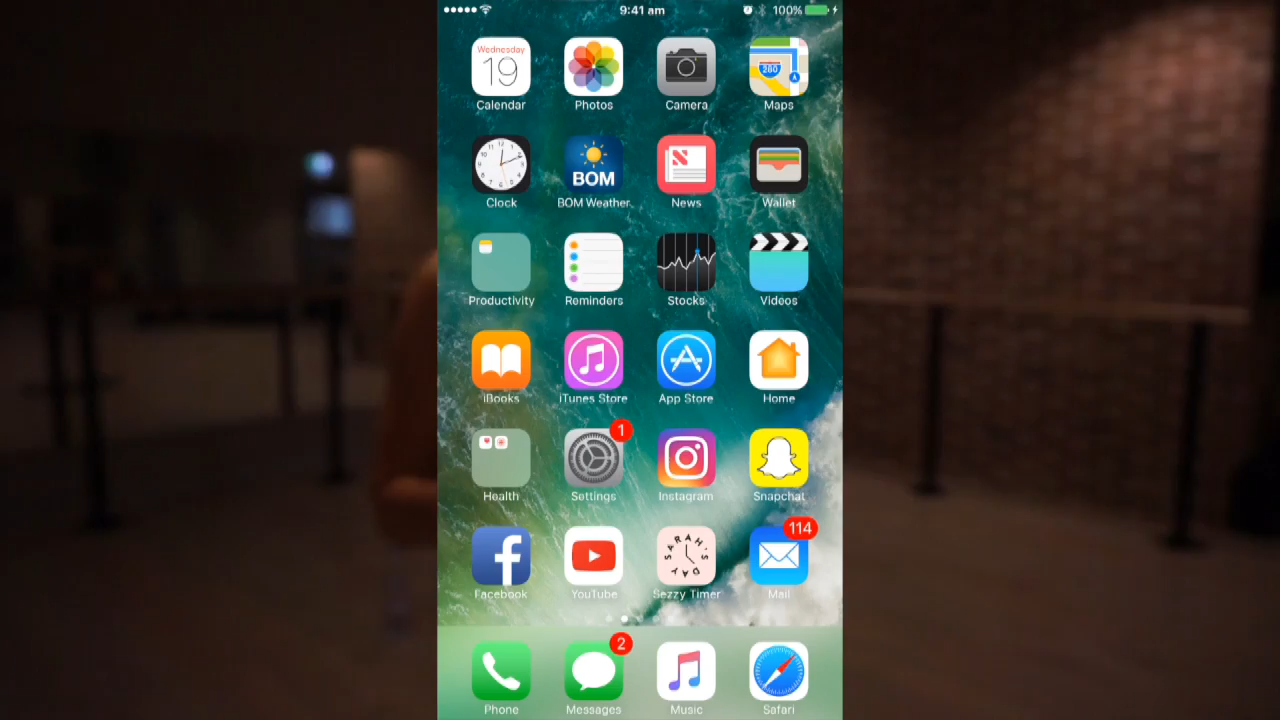 9:41 am 100%
Wednesday
19
280
Calendar Photos Camera Maps
BOM
Clock BOM Weather News Wallet
Productivity Reminders Stocks Videos
iBooks iTunes Store App Store Home
1
Health Settings Instagram Snapchat
114
SARAH'S DAY
Facebook YouTube Sezzy Timer Mail
2
Phone Messages Music Safari